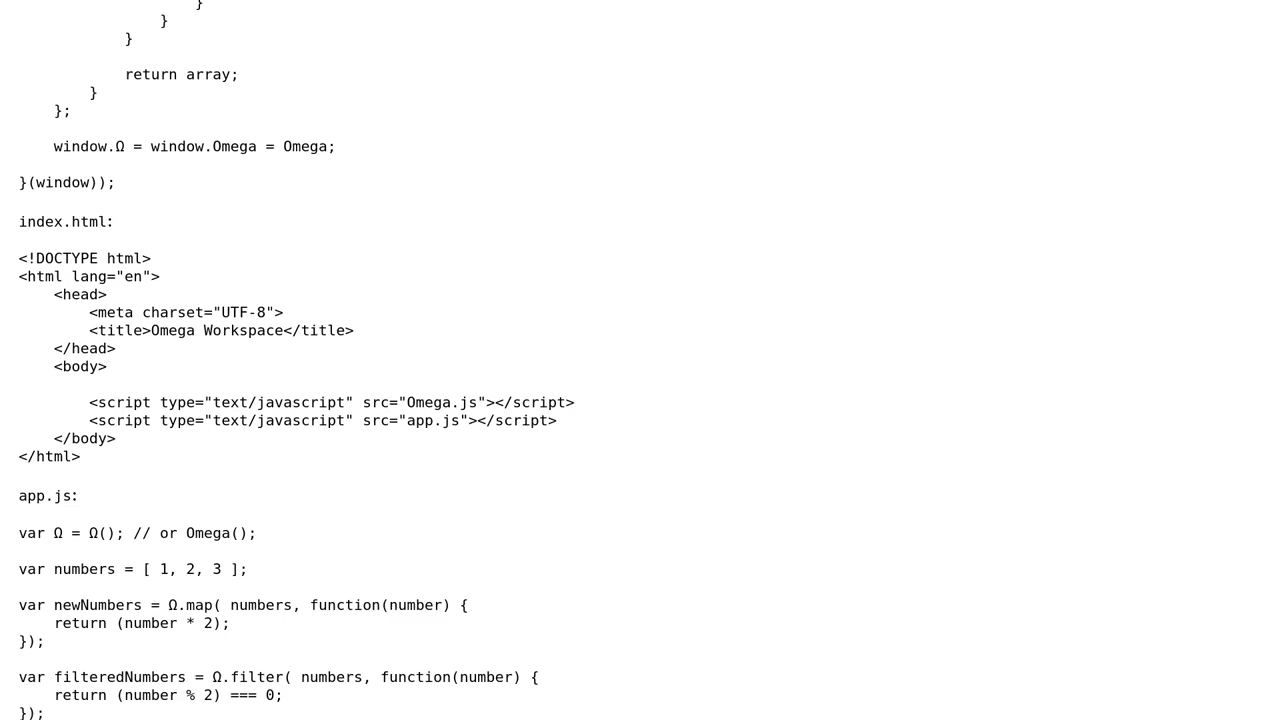 }
                }
            }

            return array;
        }
    };

    window.Ω = window.Omega = Omega;

}(window));

index.html:

<!DOCTYPE html>
<html lang="en">
    <head>
        <meta charset="UTF-8">
        <title>Omega Workspace</title>
    </head>
    <body>

        <script type="text/javascript" src="Omega.js"></script>
        <script type="text/javascript" src="app.js"></script>
    </body>
</html>

app.js:

var Ω = Ω(); // or Omega();

var numbers = [ 1, 2, 3 ];

var newNumbers = Ω.map( numbers, function(number) {
    return (number * 2);
});

var filteredNumbers = Ω.filter( numbers, function(number) {
    return (number % 2) === 0;
});